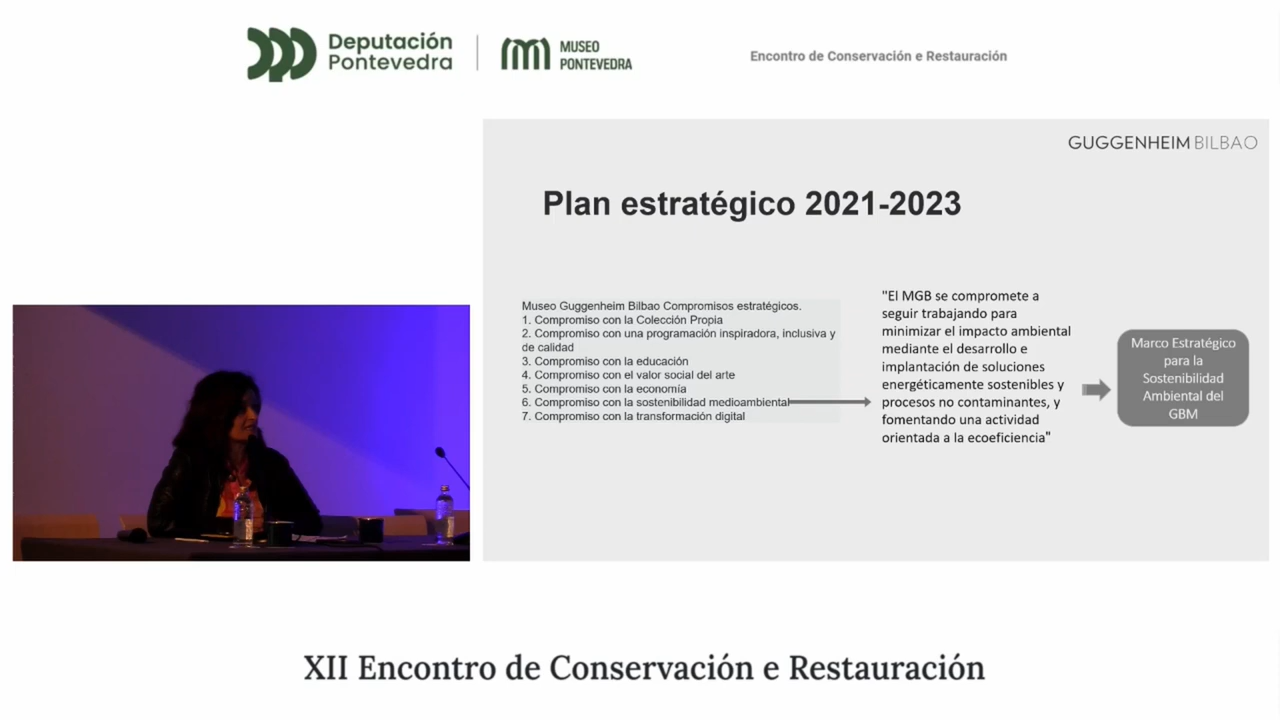 Deputación
Pontevedra
MUSEO
PONTEVEDRA
Encontro de Conservación e Restauración
GUGGENHEIM BILBAO
Plan estratégico 2021-2023
Museo Guggenheim Bilbao Compromisos estratégicos.
1. Compromiso con la Colección Propia
2. Compromiso con una programación inspiradora, inclusiva y
de calidad
3. Compromiso con la educación
4. Compromiso con el valor social del arte
5. Compromiso con la economía
6. Compromiso con la sostenibilidad medioambiental
7. Compromiso con la transformación digital
"El MGB se compromete a
seguir trabajando para
minimizar el impacto ambiental
mediante el desarrollo e
implantación de soluciones
energéticamente sostenibles y
procesos no contaminantes, y
fomentando una actividad
orientada a la ecoeficiencia"
Marco Estratégico
para la
Sostenibilidad
Ambiental del
GBM
XII Encontro de Conservación e Restauración